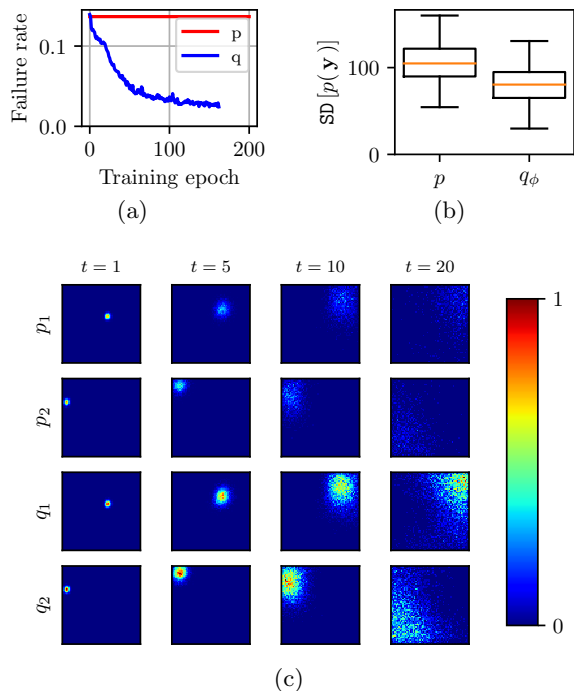 (a)
Failure rate
0.1
0.0
p
q
0 100 200
Training epoch
(b)
SD [p( y )]
100
0
p qϕ
t = 1 t = 5 t = 10 t = 20
p₁
p₂
q₁
q₂
1
0
(c)